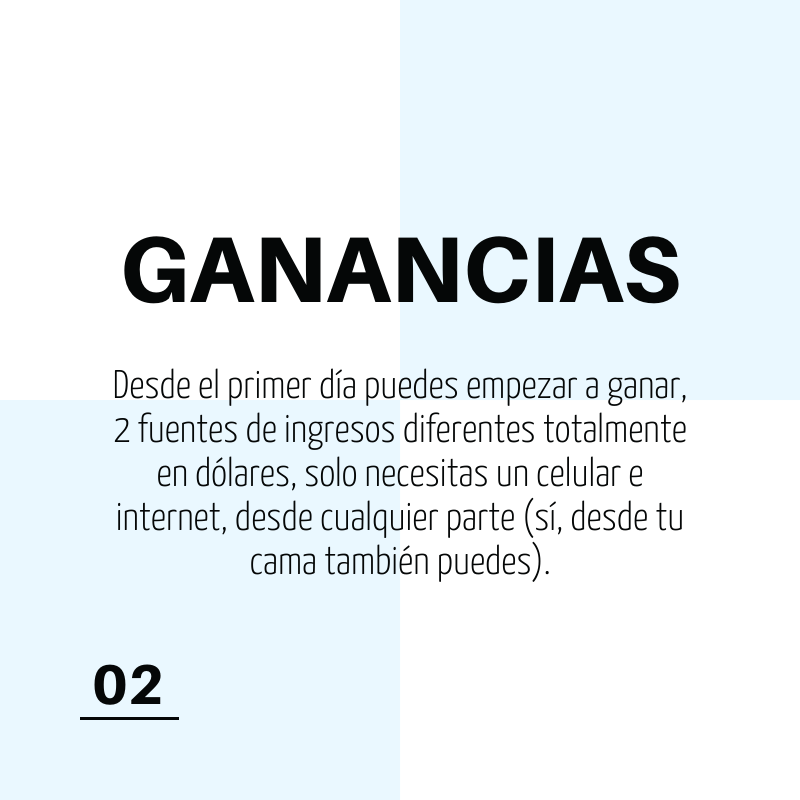 GANANCIAS
Desde el primer día puedes empezar a ganar,
2 fuentes de ingresos diferentes totalmente
en dólares, solo necesitas un celular e
internet, desde cualquier parte (sí, desde tu
cama también puedes).
02